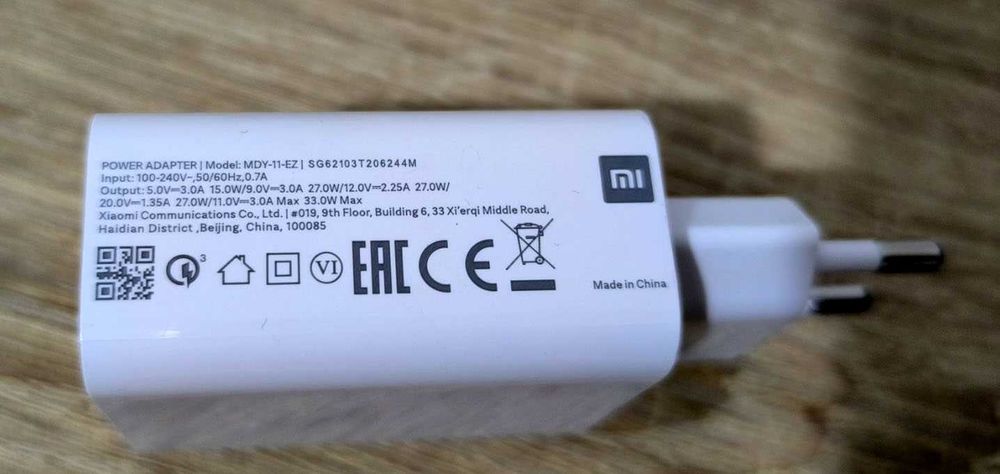 POWER ADAPTER | Model: MDY-11-EZ | SG62103T206244M
Input: 100-240V~,50/60Hz,0.7A
Output: 5.0V⎓3.0A 15.0W/9.0V⎓3.0A 27.0W/12.0V⎓2.25A 27.0W/
20.0V⎓1.35A 27.0W/11.0V⎓3.0A Max 33.0W Max
Xiaomi Communications Co., Ltd. | #019, 9th Floor, Building 6, 33 Xi'erqi Middle Road,
Haidian District ,Beijing, China, 100085
mi
3 VI EAC CE
Made in China